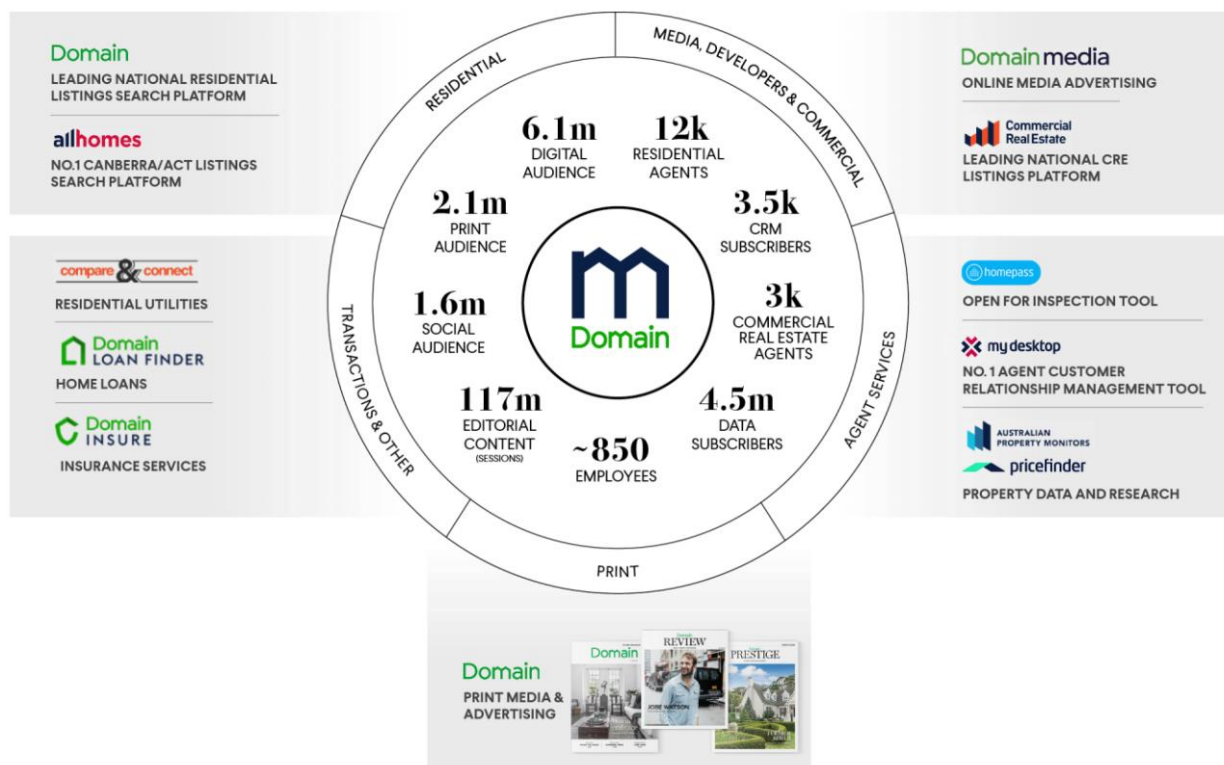 Domain
LEADING NATIONAL RESIDENTIAL
LISTINGS SEARCH PLATFORM
allhomes
NO.1 CANBERRA/ACT LISTINGS
SEARCH PLATFORM
compare & connect
RESIDENTIAL UTILITIES
Domain
LOAN FINDER
HOME LOANS
Domain
INSURE
INSURANCE SERVICES
RESIDENTIAL
MEDIA, DEVELOPERS & COMMERCIAL
AGENT SERVICES
PRINT
TRANSACTIONS & OTHER
6.1m
DIGITAL
AUDIENCE
12k
RESIDENTIAL
AGENTS
2.1m
PRINT
AUDIENCE
3.5k
CRM
SUBSCRIBERS
1.6m
SOCIAL
AUDIENCE
Domain
3k
COMMERCIAL
REAL ESTATE
AGENTS
117m
EDITORIAL
CONTENT
(SESSIONS)
~850
EMPLOYEES
4.5m
DATA
SUBSCRIBERS
Domain media
ONLINE MEDIA ADVERTISING
Commercial
Real Estate
LEADING NATIONAL CRE
LISTINGS PLATFORM
homepass
OPEN FOR INSPECTION TOOL
my desktop
NO. 1 AGENT CUSTOMER
RELATIONSHIP MANAGEMENT TOOL
AUSTRALIAN
PROPERTY MONITORS
pricefinder
PROPERTY DATA AND RESEARCH
Domain
PRINT MEDIA &
ADVERTISING
Domain
REVIEW
JOBE WATSON
PRESTIGE